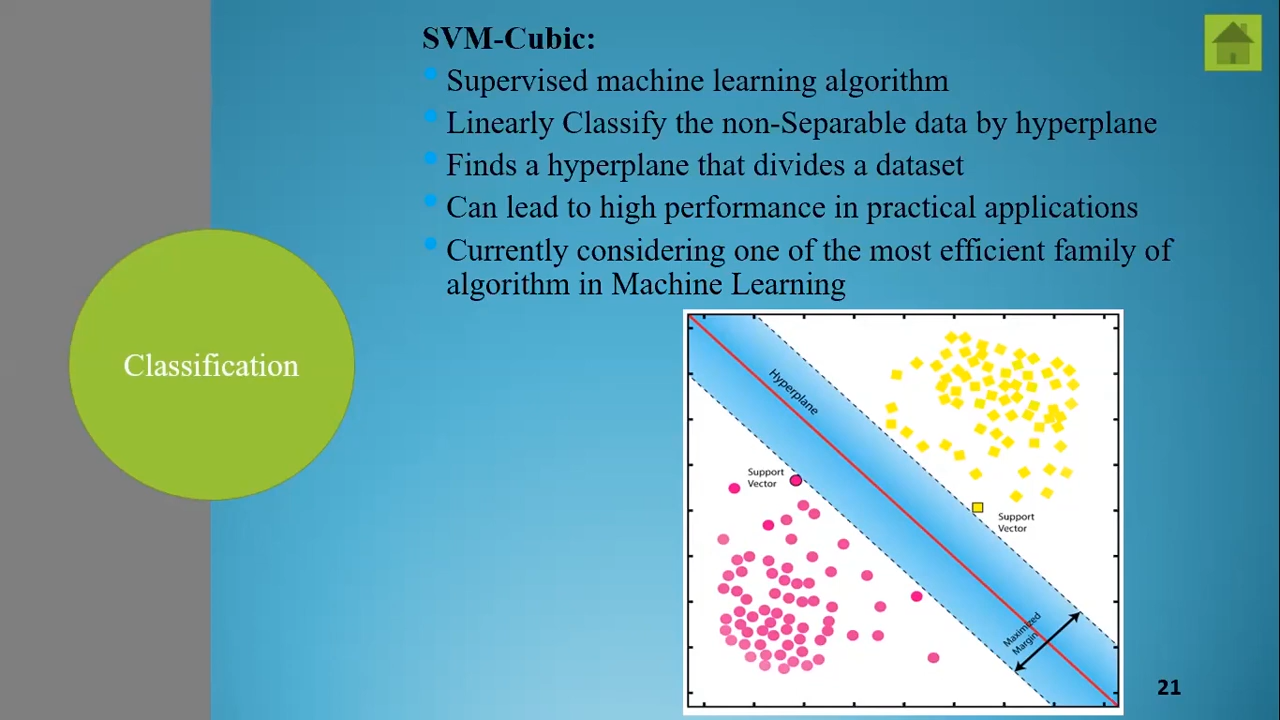 SVM-Cubic:
Supervised machine learning algorithm
Linearly Classify the non-Separable data by hyperplane
Finds a hyperplane that divides a dataset
Can lead to high performance in practical applications
Currently considering one of the most efficient family of
algorithm in Machine Learning
Classification
Hyperplane
Support
Vector
Support
Vector
Maximized
Margin
21